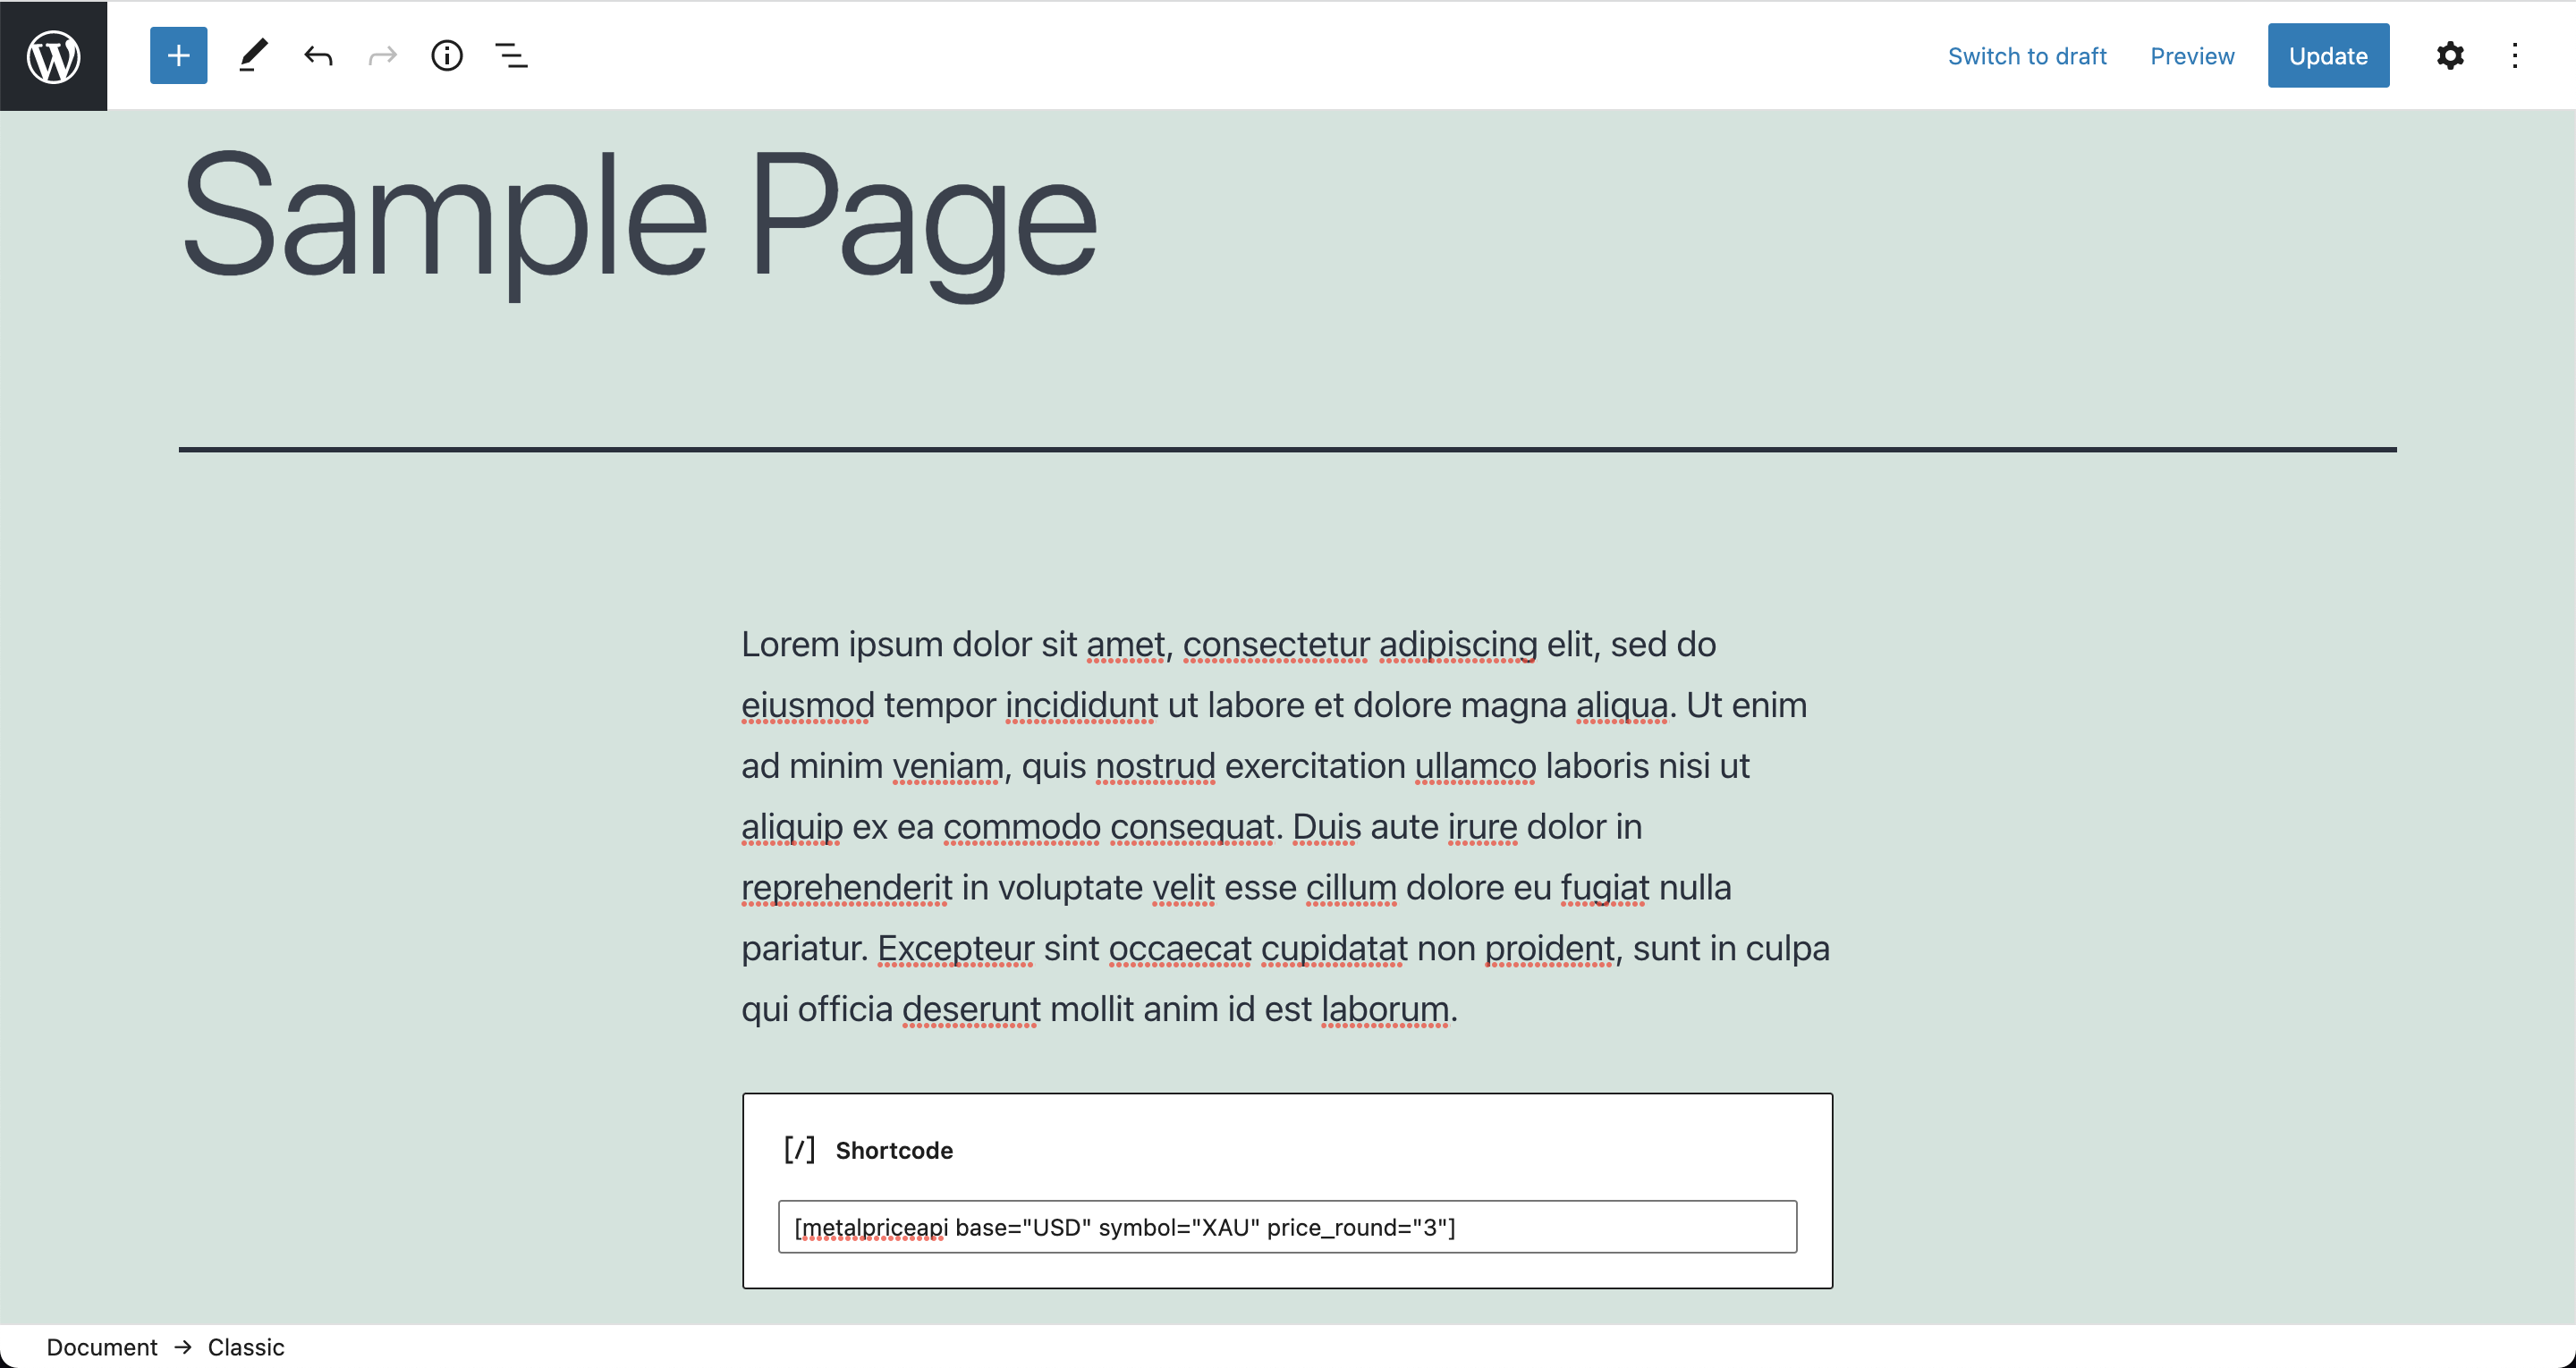 Switch to draft Preview Update
Sample Page
Lorem ipsum dolor sit amet, consectetur adipiscing elit, sed do
eiusmod tempor incididunt ut labore et dolore magna aliqua. Ut enim
ad minim veniam, quis nostrud exercitation ullamco laboris nisi ut
aliquip ex ea commodo consequat. Duis aute irure dolor in
reprehenderit in voluptate velit esse cillum dolore eu fugiat nulla
pariatur. Excepteur sint occaecat cupidatat non proident, sunt in culpa
qui officia deserunt mollit anim id est laborum.
[/] Shortcode
[metalpriceapi base="USD" symbol="XAU" price_round="3"]
Document → Classic